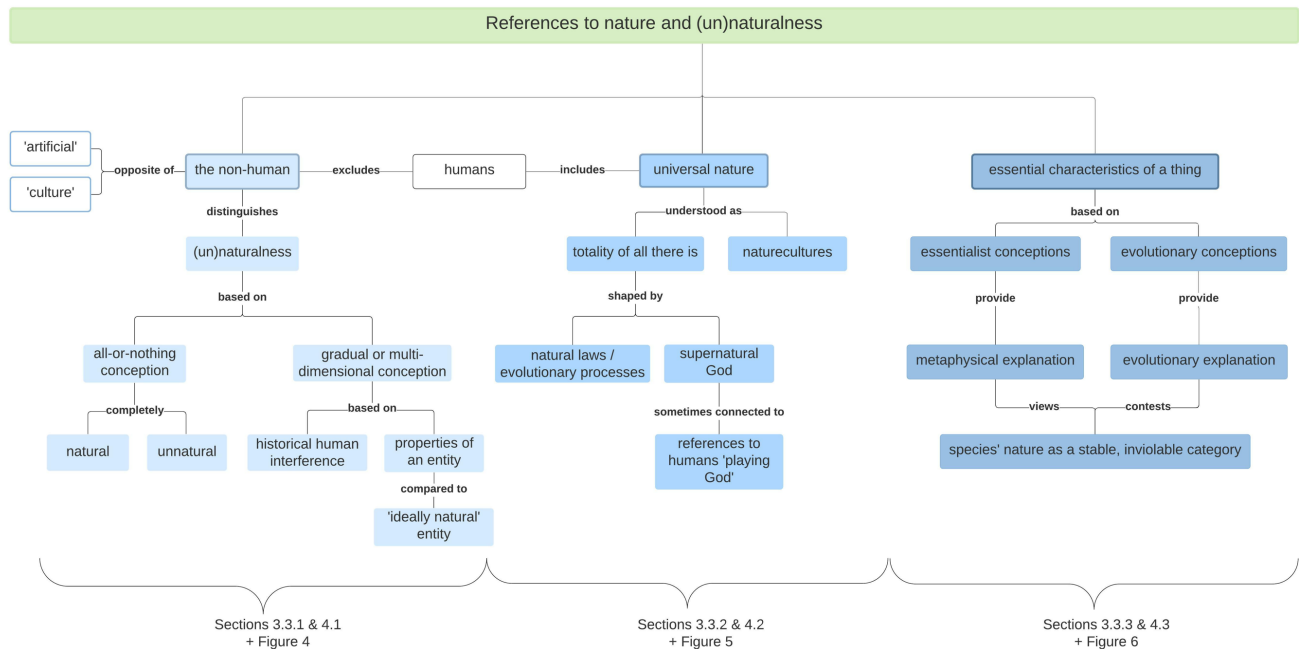 References to nature and (un)naturalness
'artificial'
'culture'
opposite of
the non-human
excludes
humans
includes
universal nature
essential characteristics of a thing
distinguishes
(un)naturalness
based on
all-or-nothing
conception
completely
natural
unnatural
gradual or multi-
dimensional conception
based on
historical human
interference
properties of
an entity
compared to
'ideally natural'
entity
understood as
totality of all there is
naturecultures
shaped by
natural laws /
evolutionary processes
supernatural
God
sometimes connected to
references to
humans 'playing
God'
based on
essentialist conceptions
evolutionary conceptions
provide
provide
metaphysical explanation
evolutionary explanation
views
contests
species' nature as a stable, inviolable category
Sections 3.3.1 & 4.1
+ Figure 4
Sections 3.3.2 & 4.2
+ Figure 5
Sections 3.3.3 & 4.3
+ Figure 6